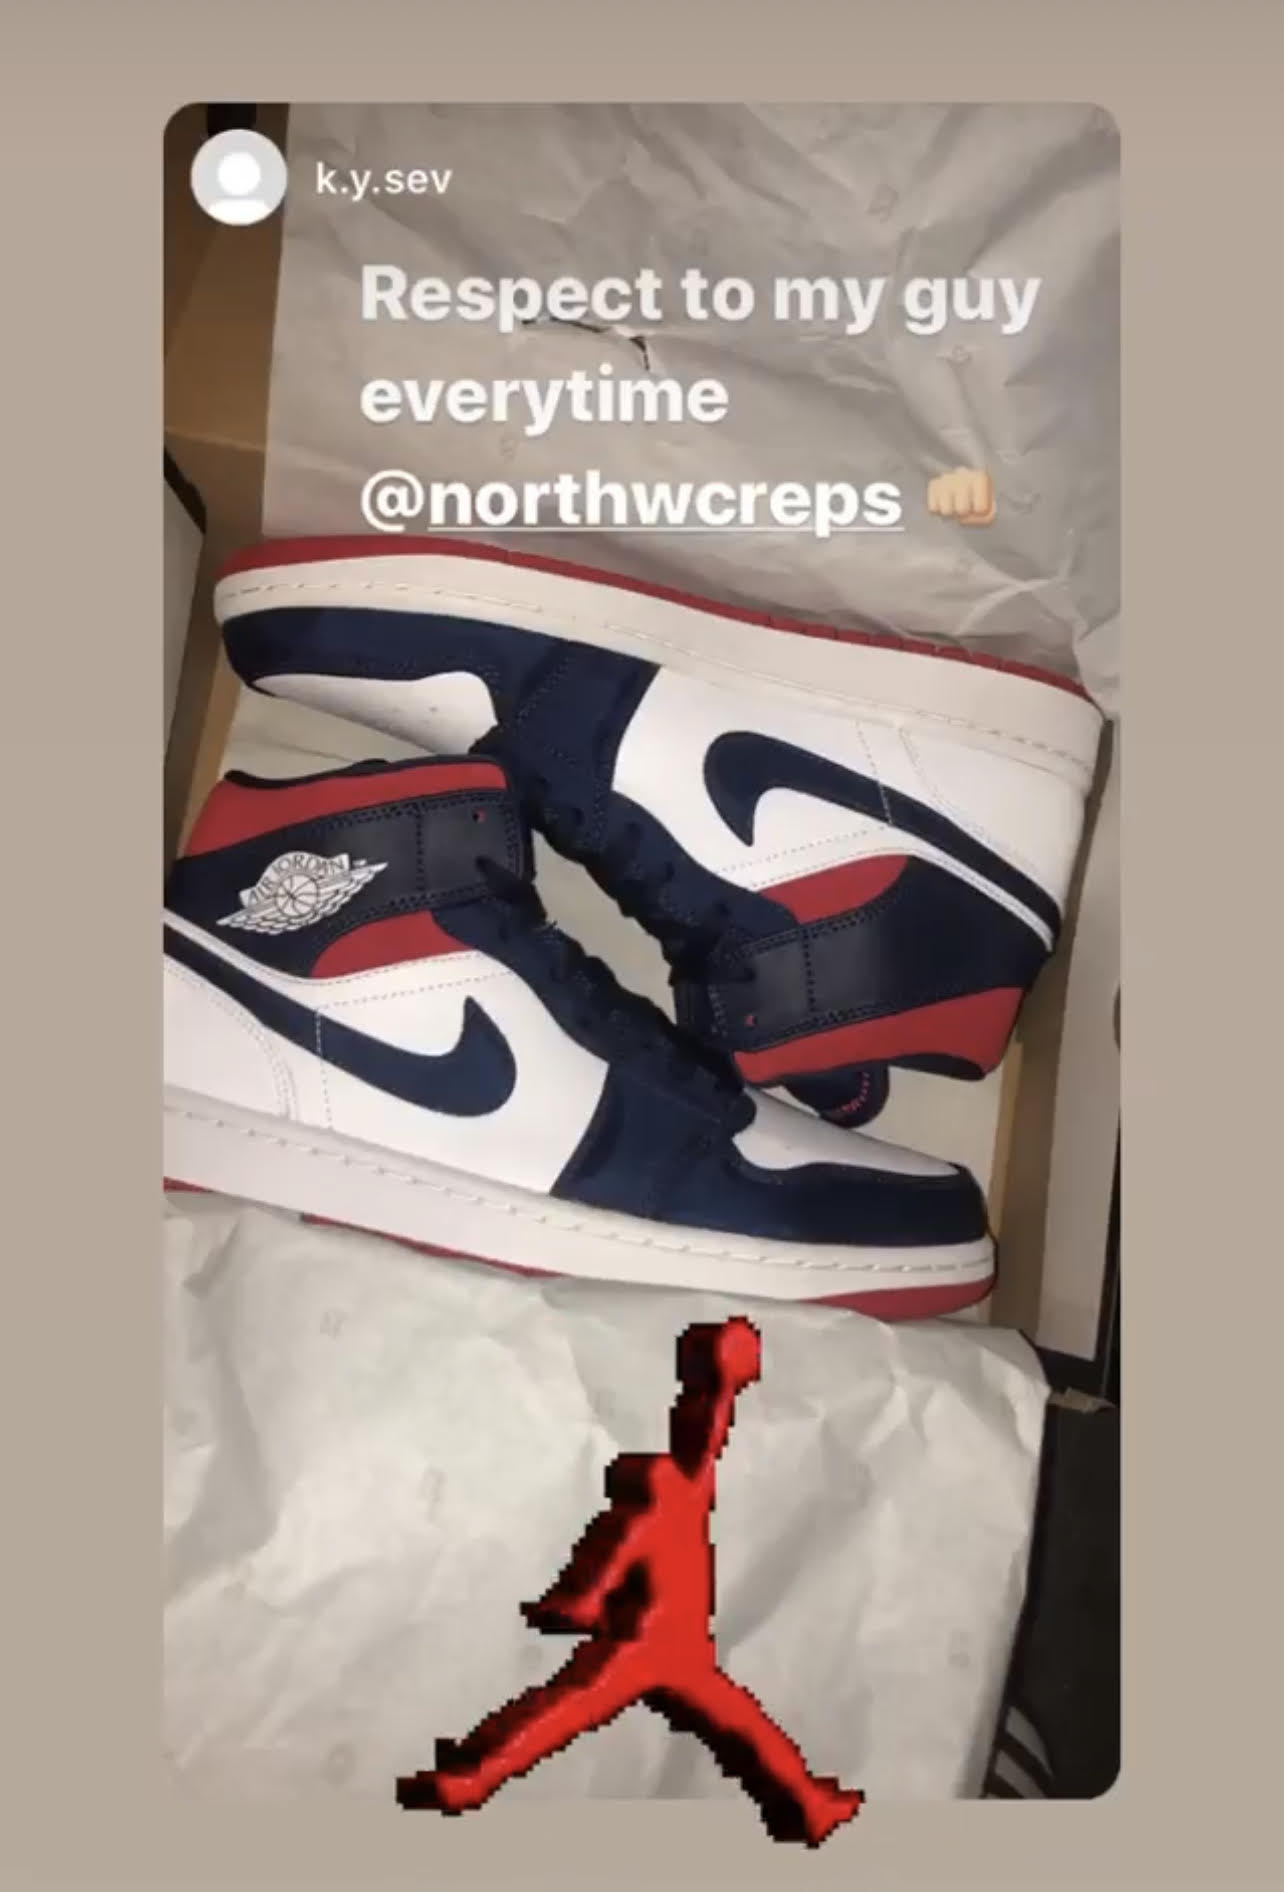 k.y.sev
Respect to my guy
everytime
@northwcreps 👊🏼
AIR JORDAN